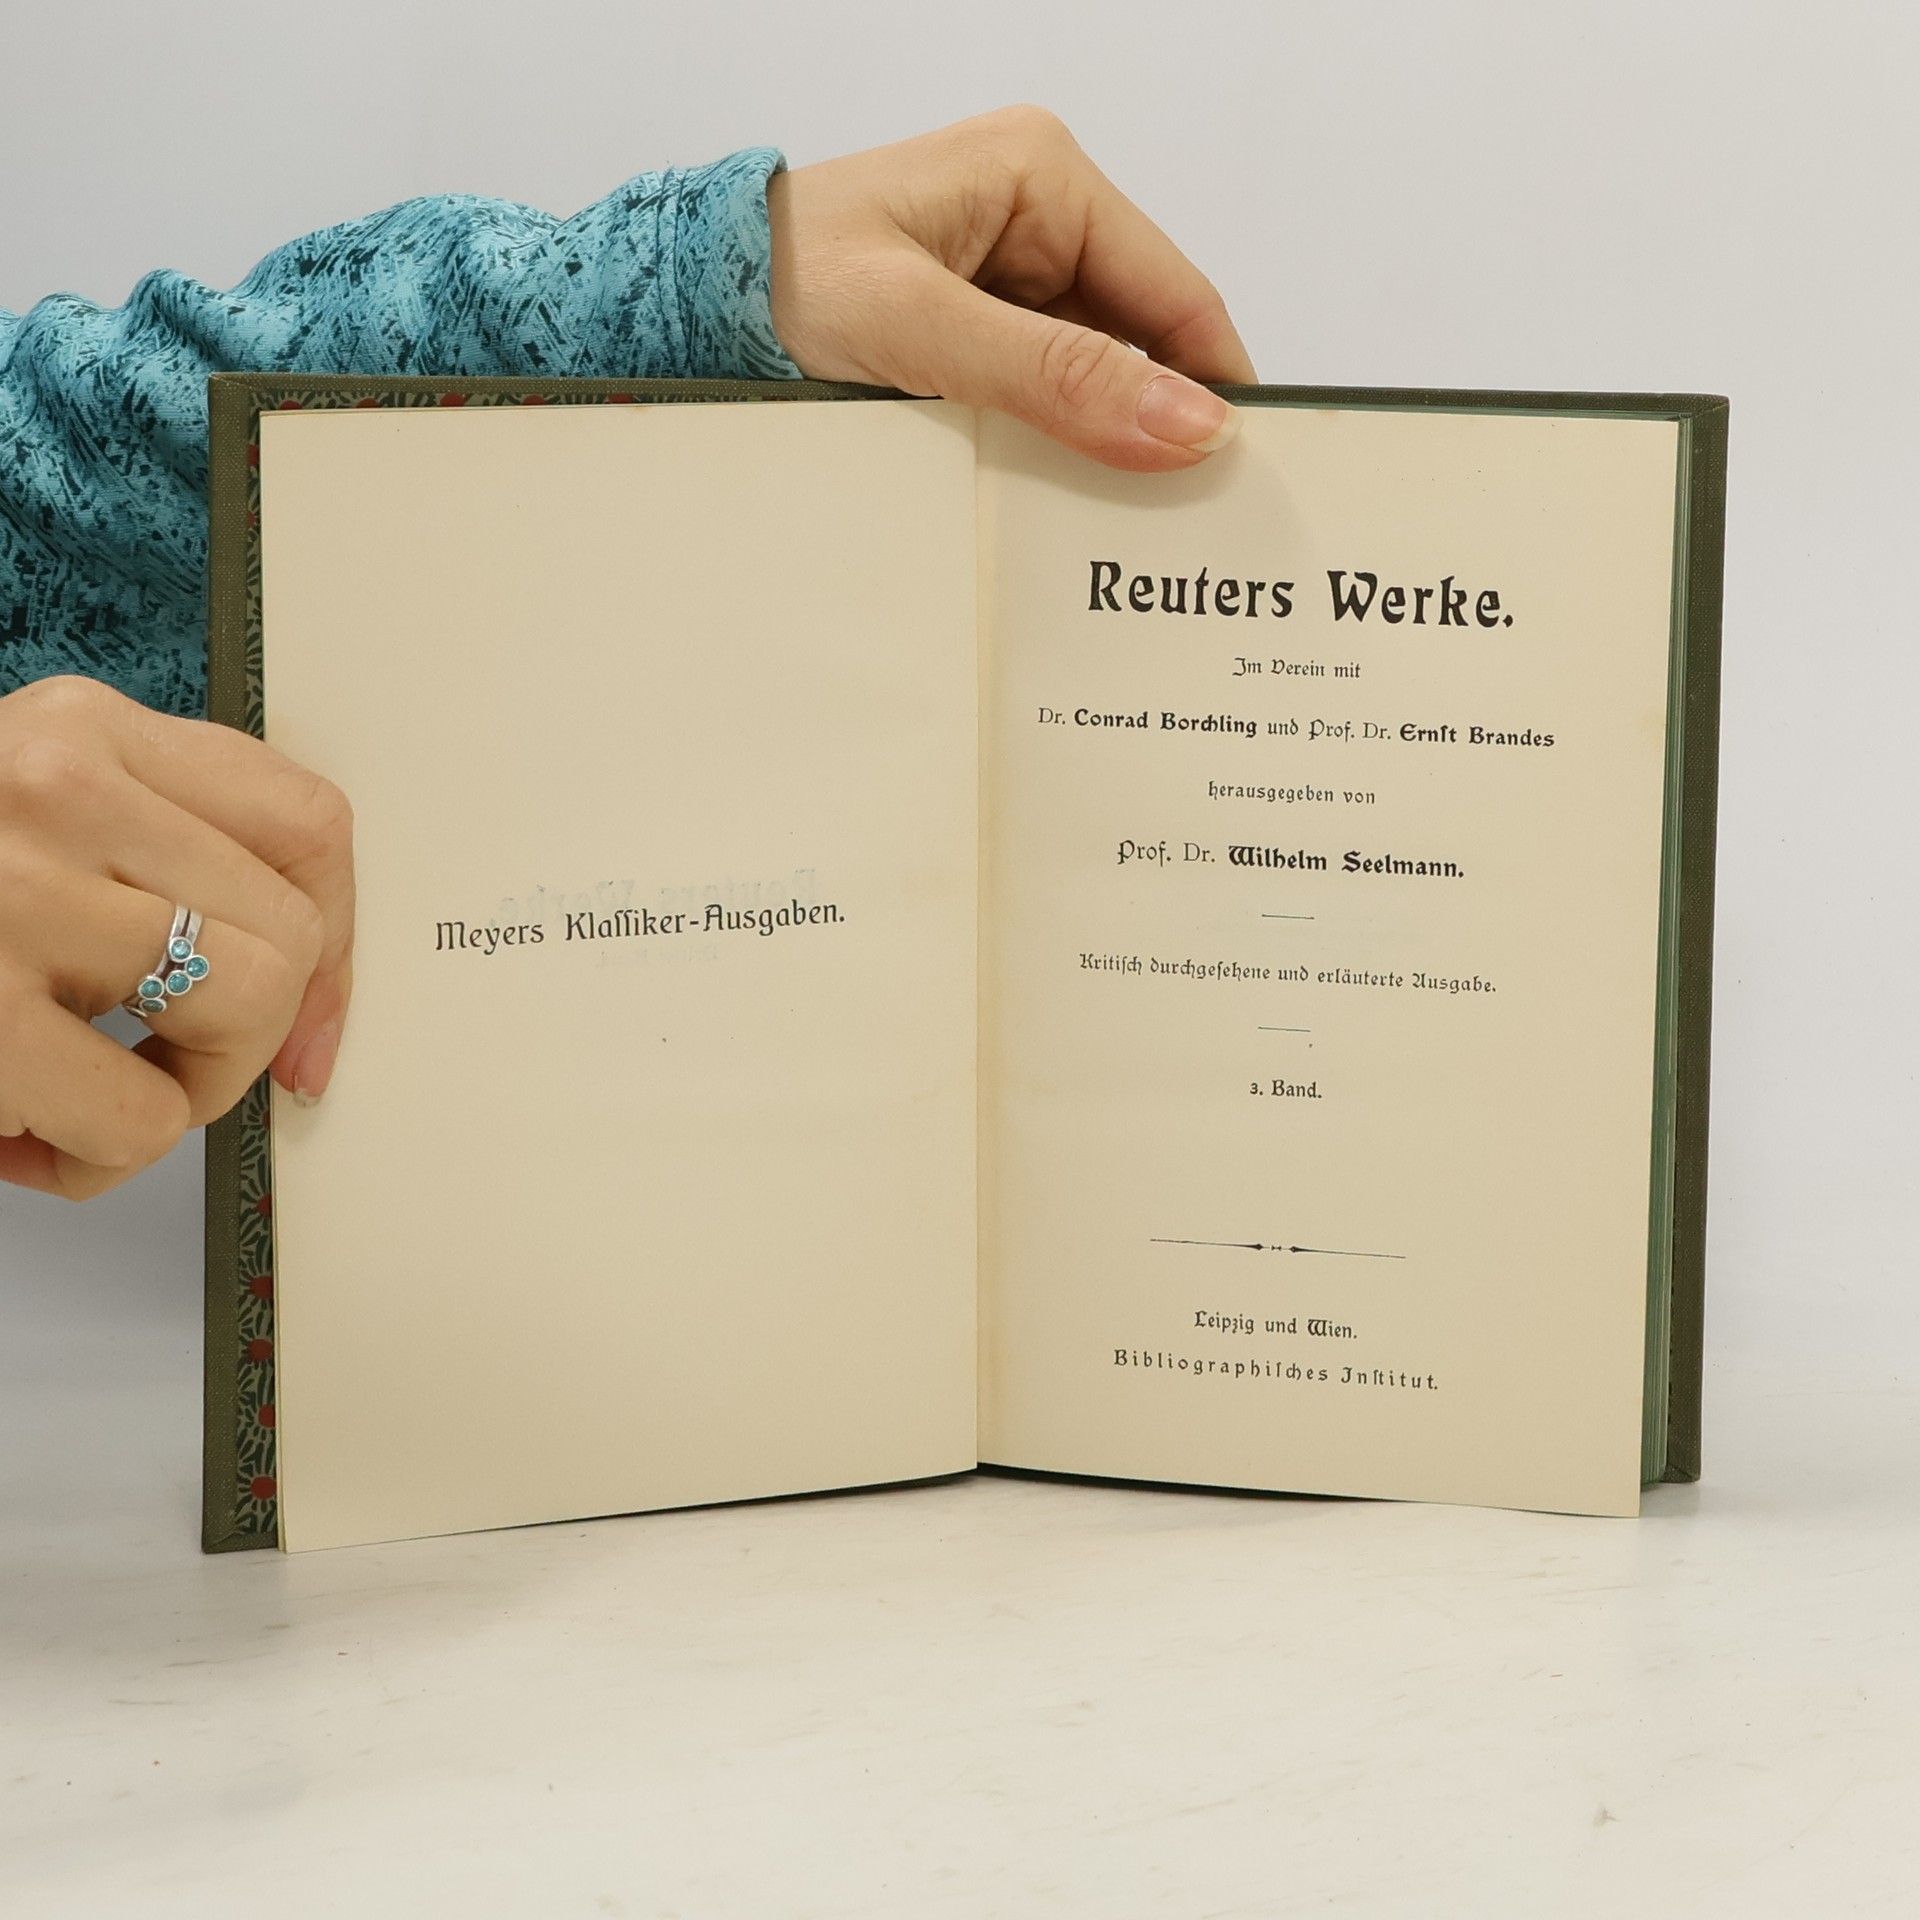 Meyers Klaſſiker-Ausgaben.
Reuters Werke.
Im Verein mit
Dr. Conrad Borchling und Prof. Dr. Ernſt Brandes
herausgegeben von
Prof. Dr. Wilhelm Seelmann.
Kritiſch durchgeſehene und erläuterte Ausgabe.
3. Band.
Leipzig und Wien.
Bibliographiſches Inſtitut.